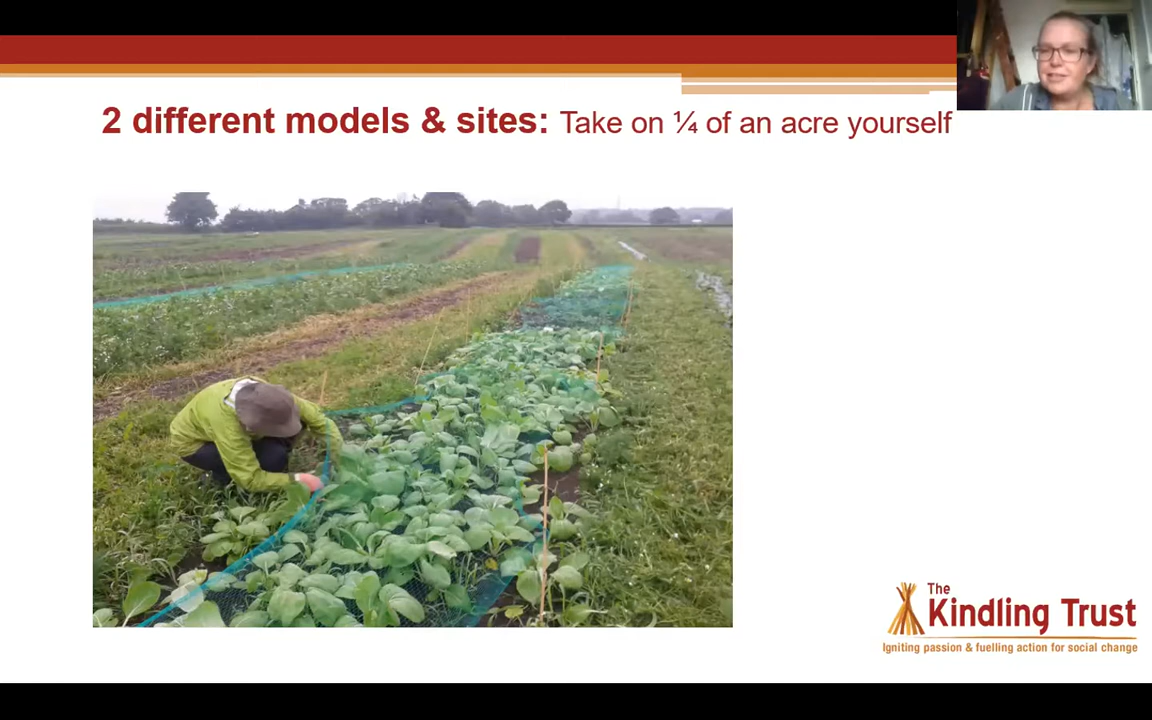 2 different models & sites: Take on ¼ of an acre yourself
The
Kindling Trust
Igniting passion & fuelling action for social change